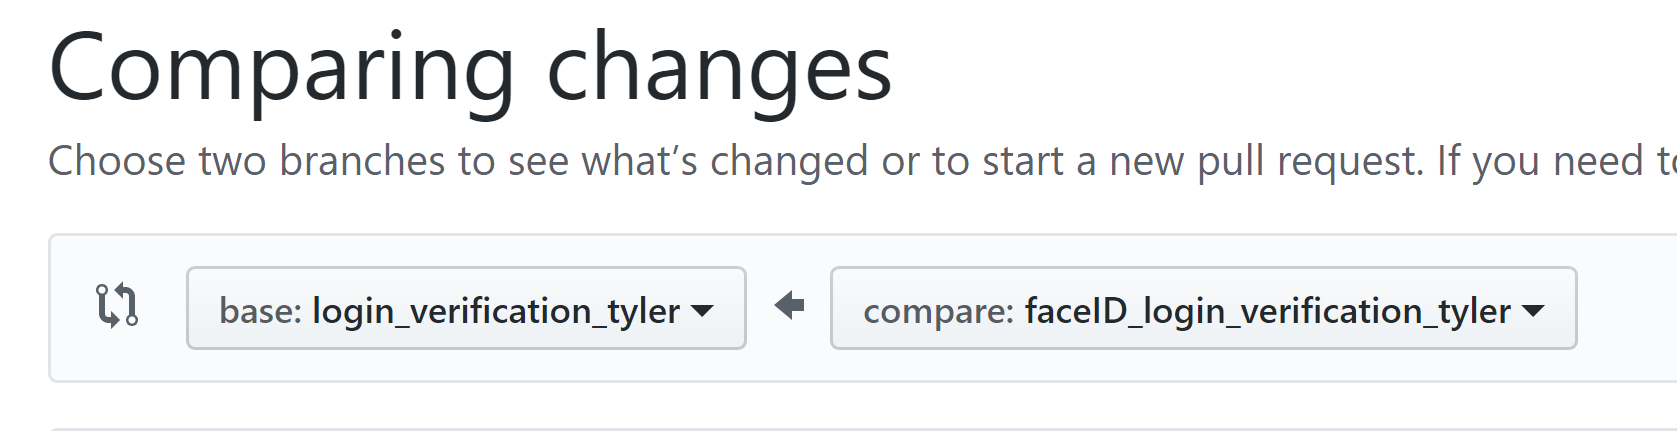 Comparing changes
Choose two branches to see what’s changed or to start a new pull request. If you need
base: login_verification_tyler compare: faceID_login_verification_tyler